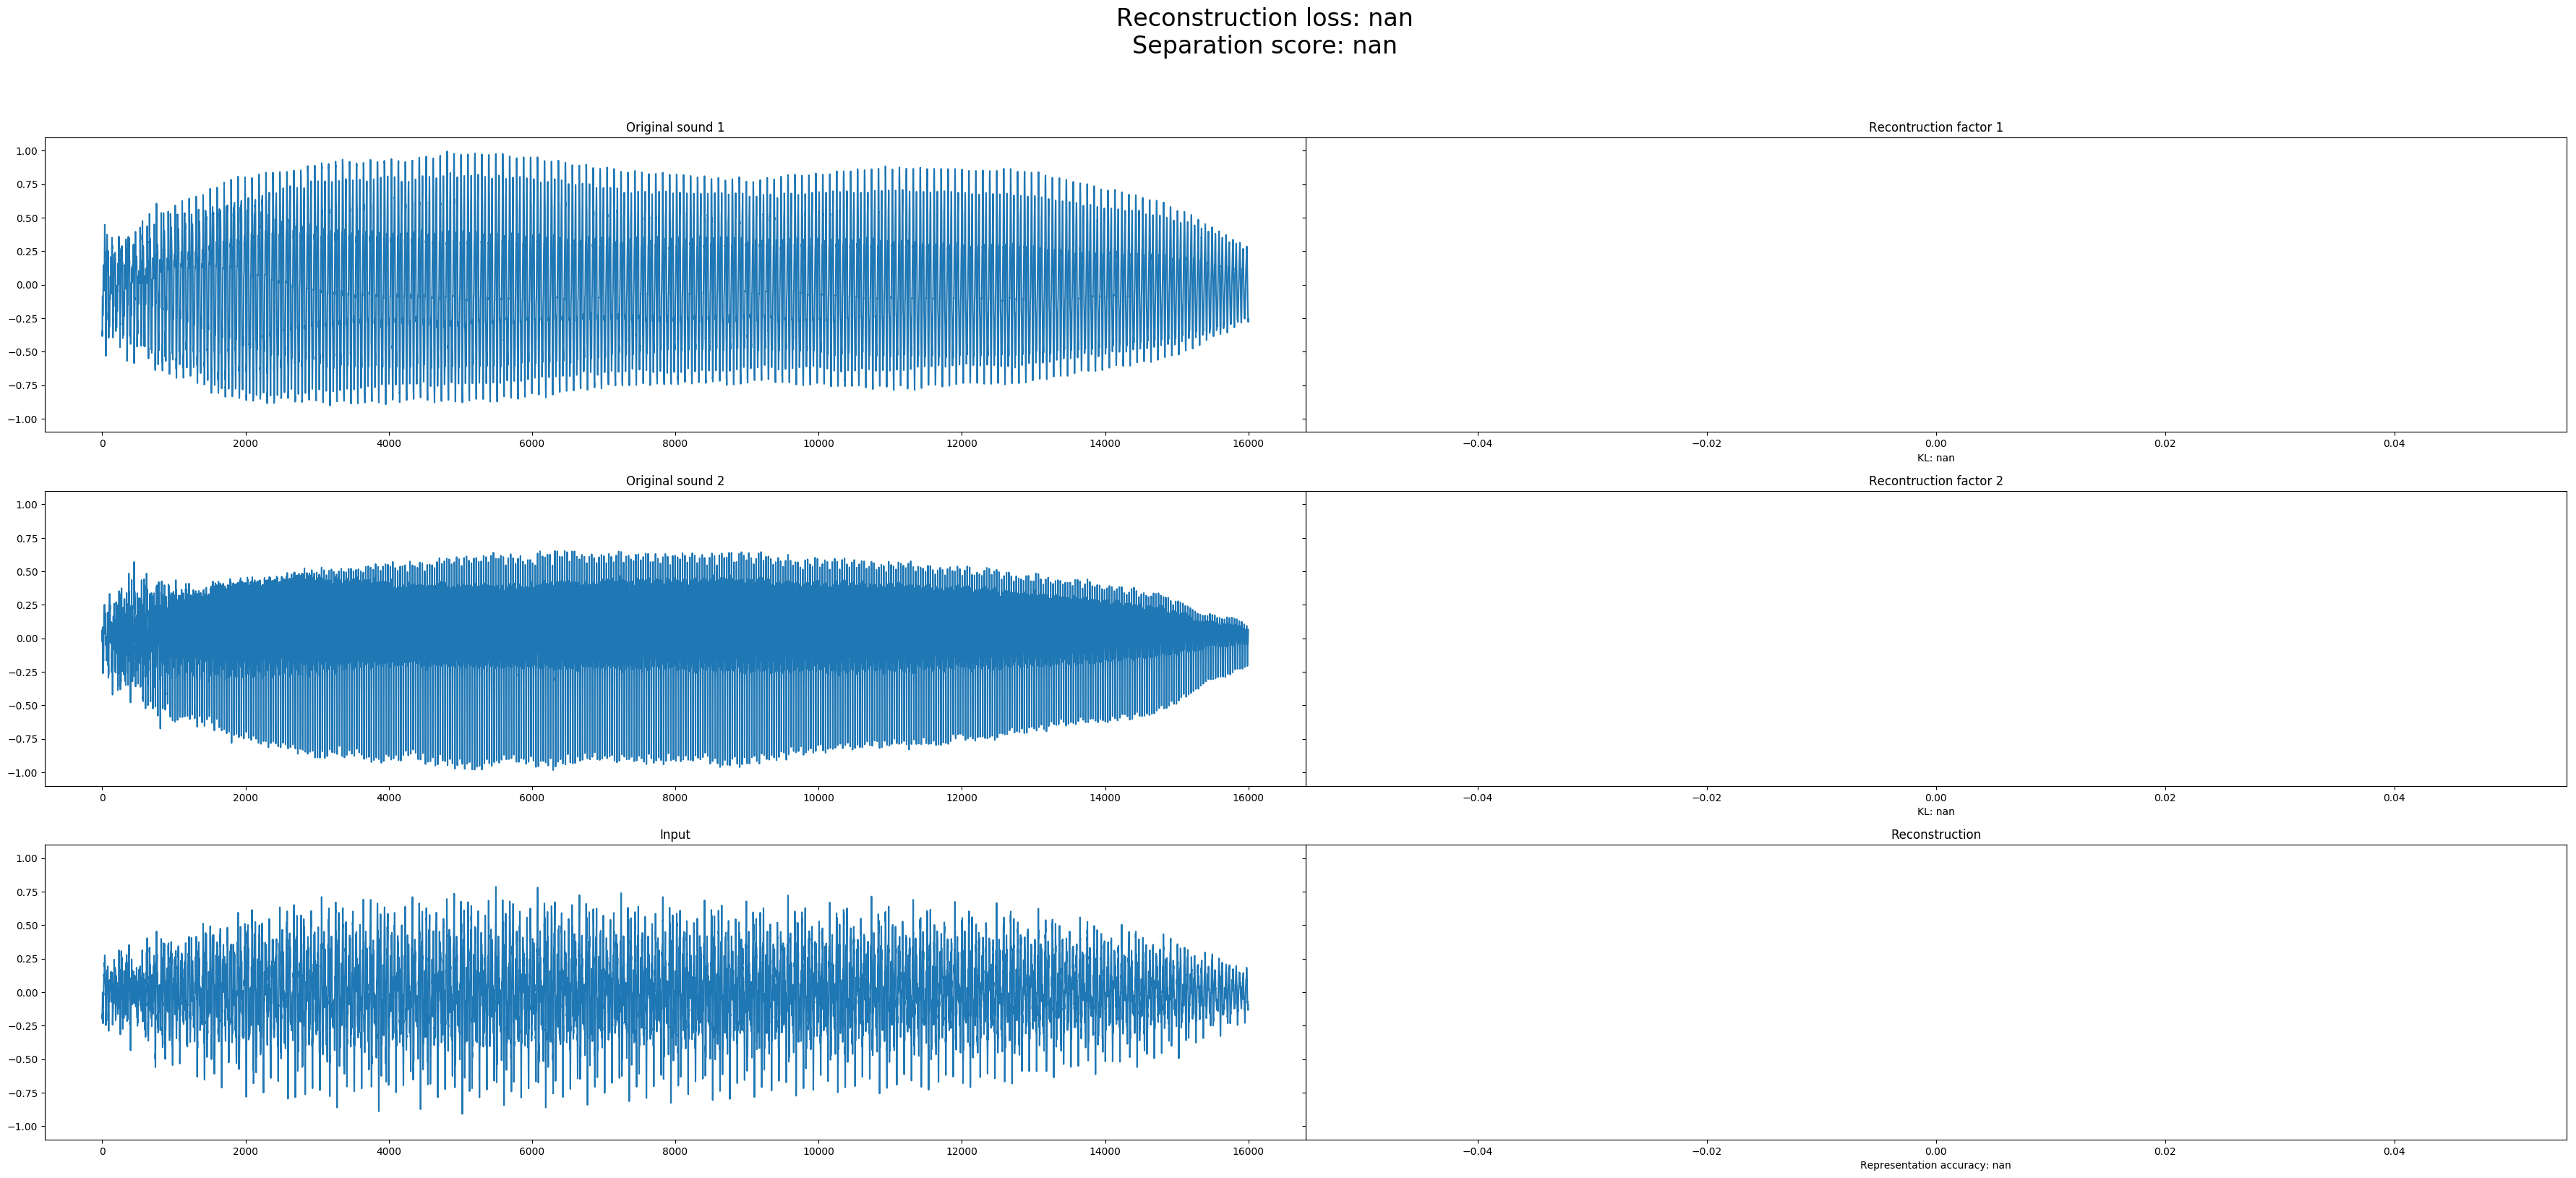 Reconstruction loss: nan
Separation score: nan
Original sound 1
Recontruction factor 1
1.00
0.75
0.50
0.25
0.00
−0.25
−0.50
−0.75
−1.00
0 2000 4000 6000 8000 10000 12000 14000 16000
−0.04 −0.02 0.00 0.02 0.04
KL: nan
Original sound 2
Recontruction factor 2
1.00
0.75
0.50
0.25
0.00
−0.25
−0.50
−0.75
−1.00
0 2000 4000 6000 8000 10000 12000 14000 16000
−0.04 −0.02 0.00 0.02 0.04
KL: nan
Input
Reconstruction
1.00
0.75
0.50
0.25
0.00
−0.25
−0.50
−0.75
−1.00
0 2000 4000 6000 8000 10000 12000 14000 16000
−0.04 −0.02 0.00 0.02 0.04
Representation accuracy: nan